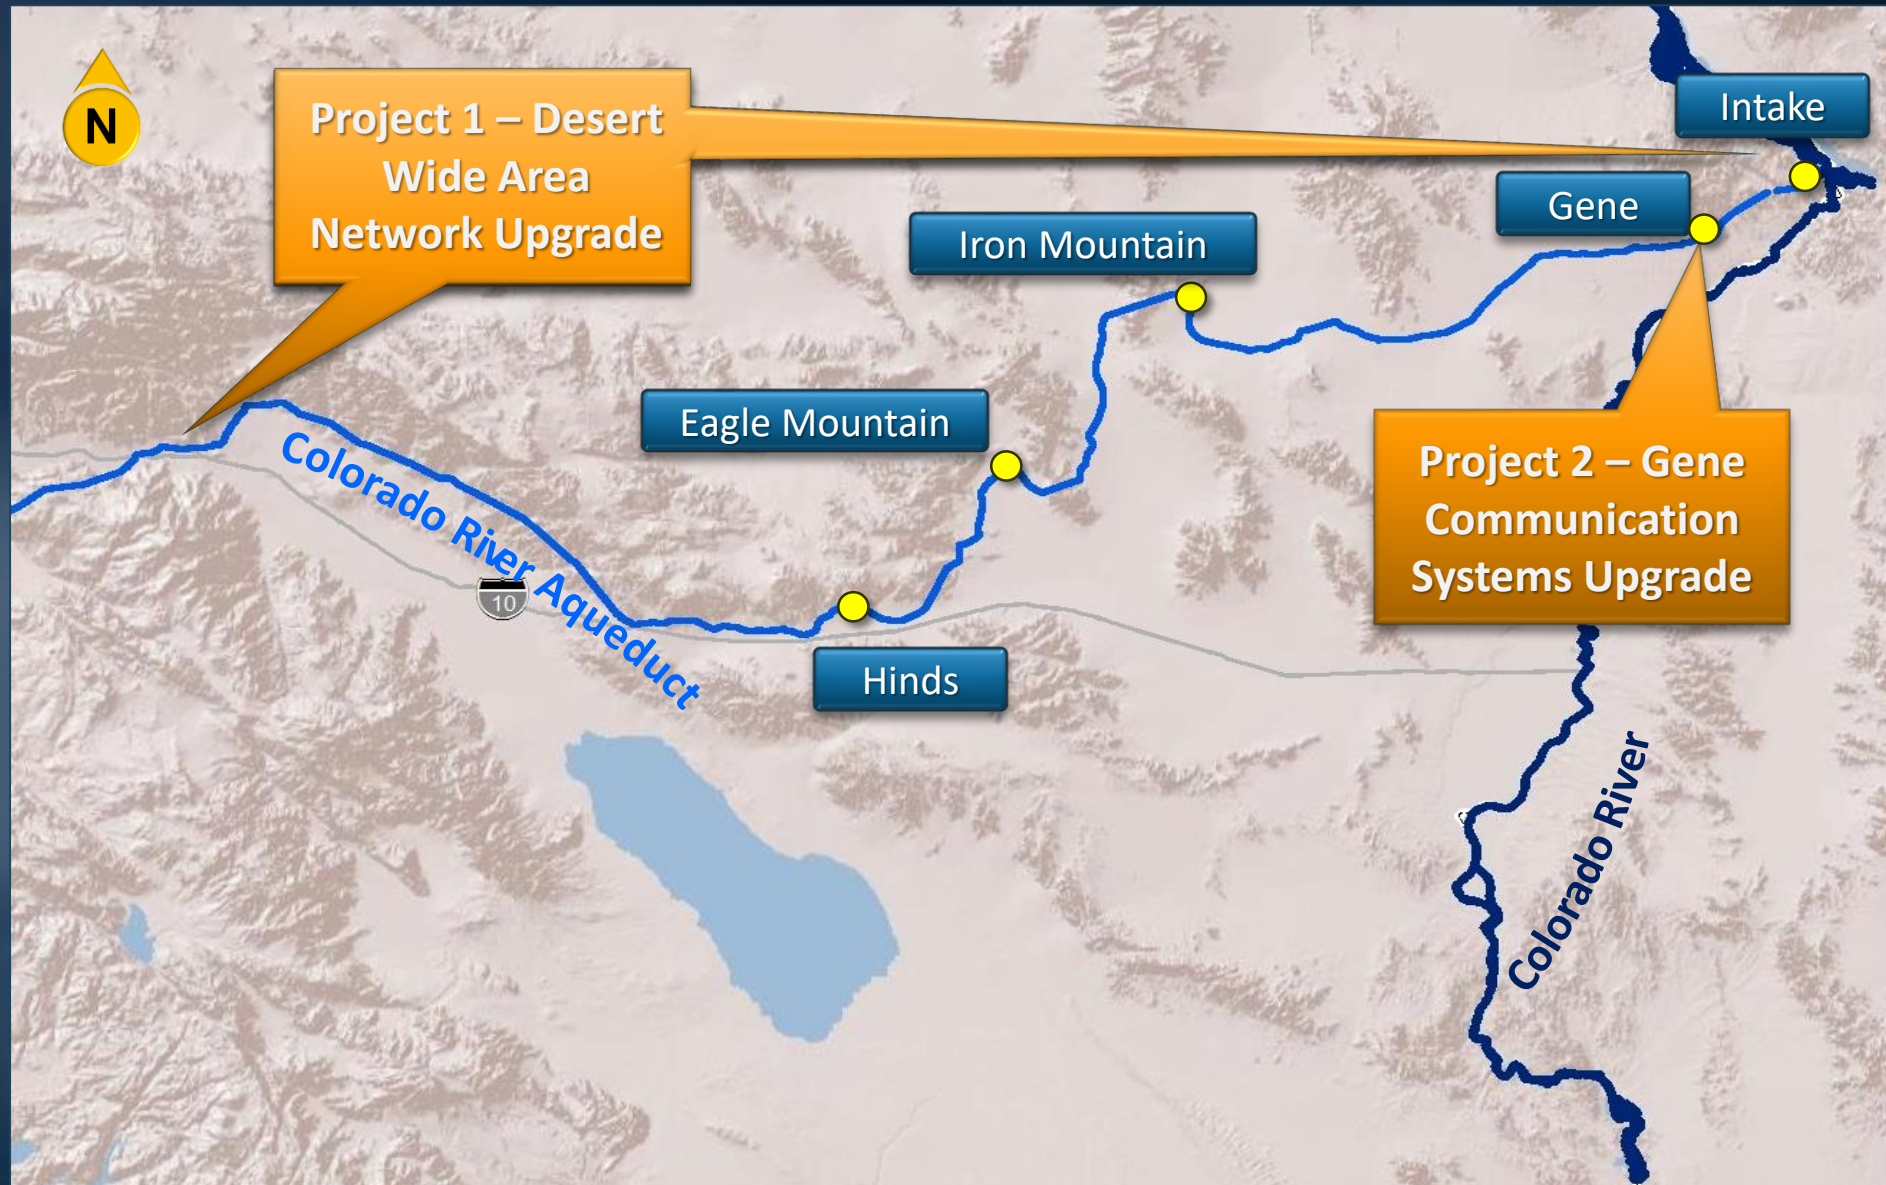 N
Project 1 – Desert
Wide Area
Network Upgrade
Intake
Gene
Iron Mountain
Eagle Mountain
Colorado River Aqueduct
10
Hinds
Project 2 – Gene
Communication
Systems Upgrade
Colorado River